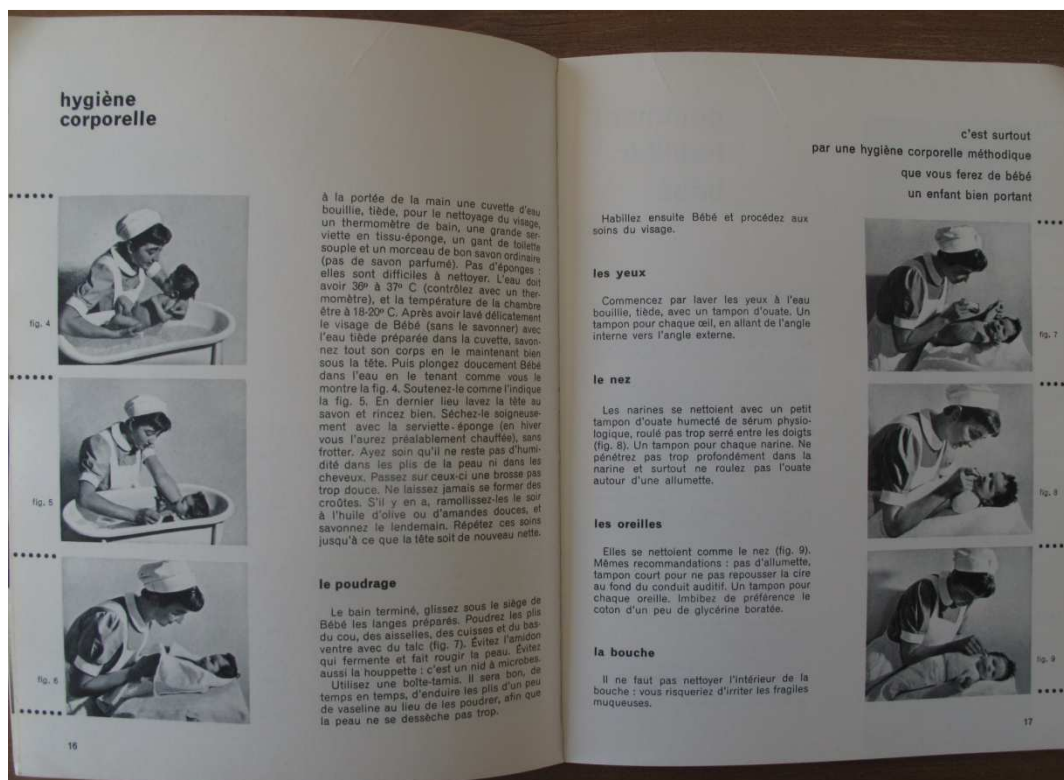 hygiène
corporelle
fig. 4
fig. 5
fig. 6
à la portée de la main une cuvette d'eau
bouillie, tiède, pour le nettoyage du visage,
un thermomètre de bain, une grande ser-
viette en tissu-éponge, un gant de toilette
souple et un morceau de bon savon ordinaire
(pas de savon parfumé). Pas d'éponges :
elles sont difficiles à nettoyer. L'eau doit
avoir 36º à 37º C (contrôlez avec un ther-
momètre), et la température de la chambre
être à 18-20º C. Après avoir lavé délicatement
le visage de Bébé (sans le savonner) avec
l'eau tiède préparée dans la cuvette, savon-
nez tout son corps en le maintenant bien
sous la tête. Puis plongez doucement Bébé
dans l'eau en le tenant comme vous le
montre la fig. 4. Soutenez-le comme l'indique
la fig. 5. En dernier lieu lavez la tête au
savon et rincez bien. Séchez-le soigneuse-
ment avec la serviette-éponge (en hiver
vous l'aurez préalablement chauffée), sans
frotter. Ayez soin qu'il ne reste pas d'humi-
dité dans les plis de la peau ni dans les
cheveux. Passez sur ceux-ci une brosse pas
trop douce. Ne laissez jamais se former des
croûtes. S'il y en a, ramollissez-les le soir
à l'huile d'olive ou d'amandes douces, et
savonnez le lendemain. Répétez ces soins
jusqu'à ce que la tête soit de nouveau nette.
le poudrage
Le bain terminé, glissez sous le siège de
Bébé les langes préparés. Poudrez les plis
du cou, des aisselles, des cuisses et du bas-
ventre avec du talc (fig. 7). Évitez l'amidon
qui fermente et fait rougir la peau. Évitez
aussi la houppette : c'est un nid à microbes.
Utilisez une boîte-tamis. Il sera bon, de
temps en temps, d'enduire les plis d'un peu
de vaseline au lieu de les poudrer, afin que
la peau ne se dessèche pas trop.
16
c'est surtout
par une hygiène corporelle méthodique
que vous ferez de bébé
un enfant bien portant
Habillez ensuite Bébé et procédez aux
soins du visage.
les yeux
Commencez par laver les yeux à l'eau
bouillie, tiède, avec un tampon d'ouate. Un
tampon pour chaque œil, en allant de l'angle
interne vers l'angle externe.
le nez
Les narines se nettoient avec un petit
tampon d'ouate humecté de sérum physio-
logique, roulé pas trop serré entre les doigts
(fig. 8). Un tampon pour chaque narine. Ne
pénétrez pas trop profondément dans la
narine et surtout ne roulez pas l'ouate
autour d'une allumette.
les oreilles
Elles se nettoient comme le nez (fig. 9).
Mêmes recommandations : pas d'allumette,
tampon court pour ne pas repousser la cire
au fond du conduit auditif. Un tampon pour
chaque oreille. Imbibez de préférence le
coton d'un peu de glycérine boratée.
la bouche
Il ne faut pas nettoyer l'intérieur de la
bouche : vous risqueriez d'irriter les fragiles
muqueuses.
fig. 7
fig. 8
fig. 9
17